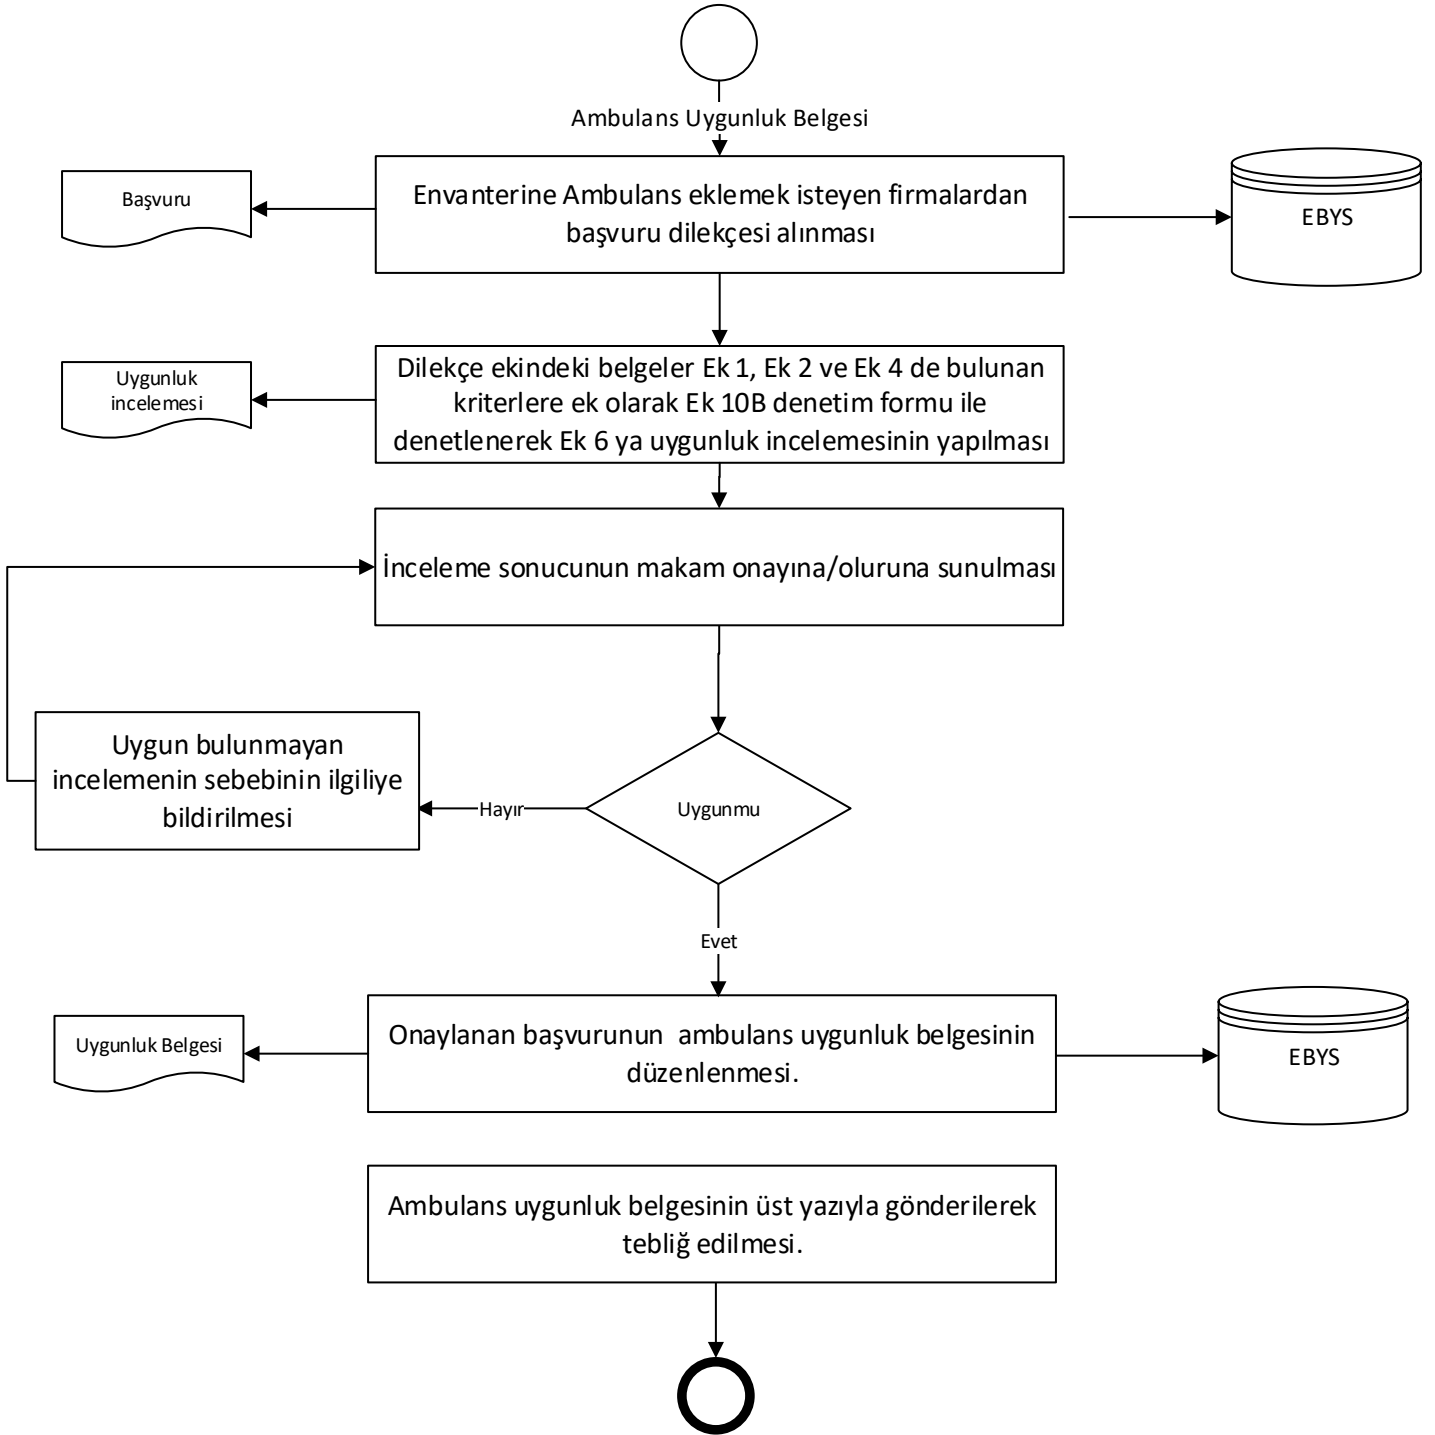 Ambulans Uygunluk Belgesi
Başvuru
Envanterine Ambulans eklemek isteyen firmalardan
başvuru dilekçesi alınması
EBYS
Uygunluk
incelemesi
Dilekçe ekindeki belgeler Ek 1, Ek 2 ve Ek 4 de bulunan
kriterlere ek olarak Ek 10B denetim formu ile
denetlenerek Ek 6 ya uygunluk incelemesinin yapılması
İnceleme sonucunun makam onayına/oluruna sunulması
Uygun bulunmayan
incelemenin sebebinin ilgiliye
bildirilmesi
Hayır
Uygunmu
Evet
Uygunluk Belgesi
Onaylanan başvurunun  ambulans uygunluk belgesinin
düzenlenmesi.
EBYS
Ambulans uygunluk belgesinin üst yazıyla gönderilerek
tebliğ edilmesi.